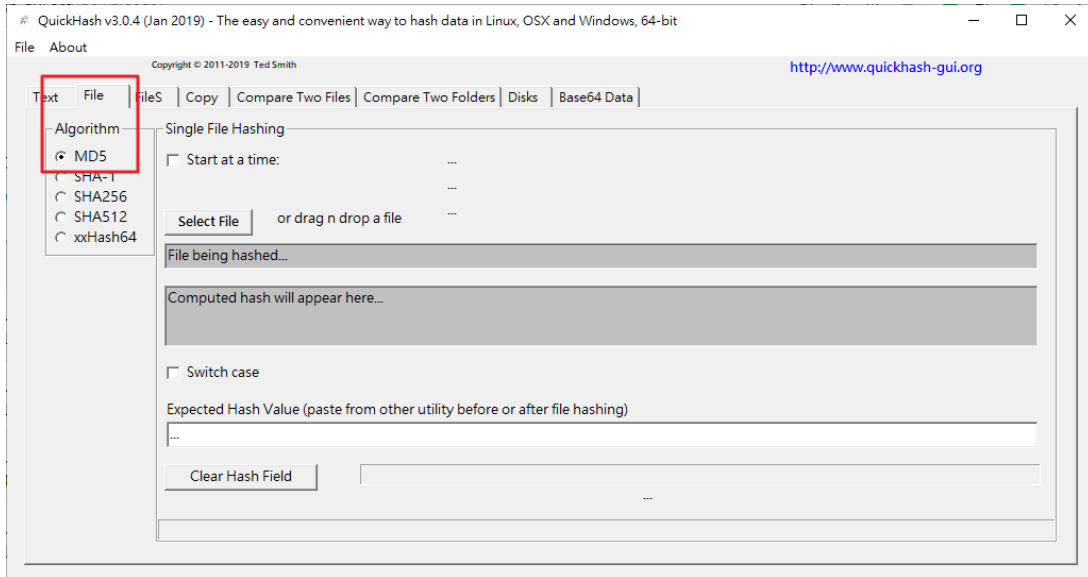 # QuickHash v3.0.4 (Jan 2019) - The easy and convenient way to hash data in Linux, OSX and Windows, 64-bit
File About
Copyright © 2011-2019 Ted Smith
http://www.quickhash-gui.org
Text File FileS Copy Compare Two Files Compare Two Folders Disks Base64 Data
Algorithm
MD5
SHA-1
SHA256
SHA512
xxHash64
Single File Hashing
Start at a time:
...
...
Select File or drag n drop a file
...
File being hashed...
Computed hash will appear here...
Switch case
Expected Hash Value (paste from other utility before or after file hashing)
...
Clear Hash Field
...